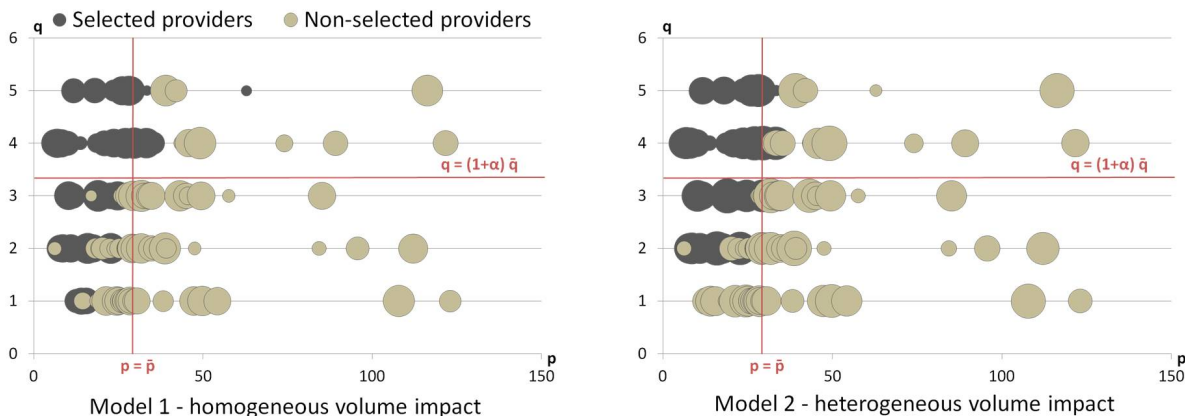 Selected providers
Non-selected providers
q
6
5
4
3
2
1
0
q = (1+α) q̄
p = p̄
0
50
100
150
p
Model 1 - homogeneous volume impact
q
6
5
4
3
2
1
0
q = (1+α) q̄
p = p̄
0
50
100
150
p
Model 2 - heterogeneous volume impact